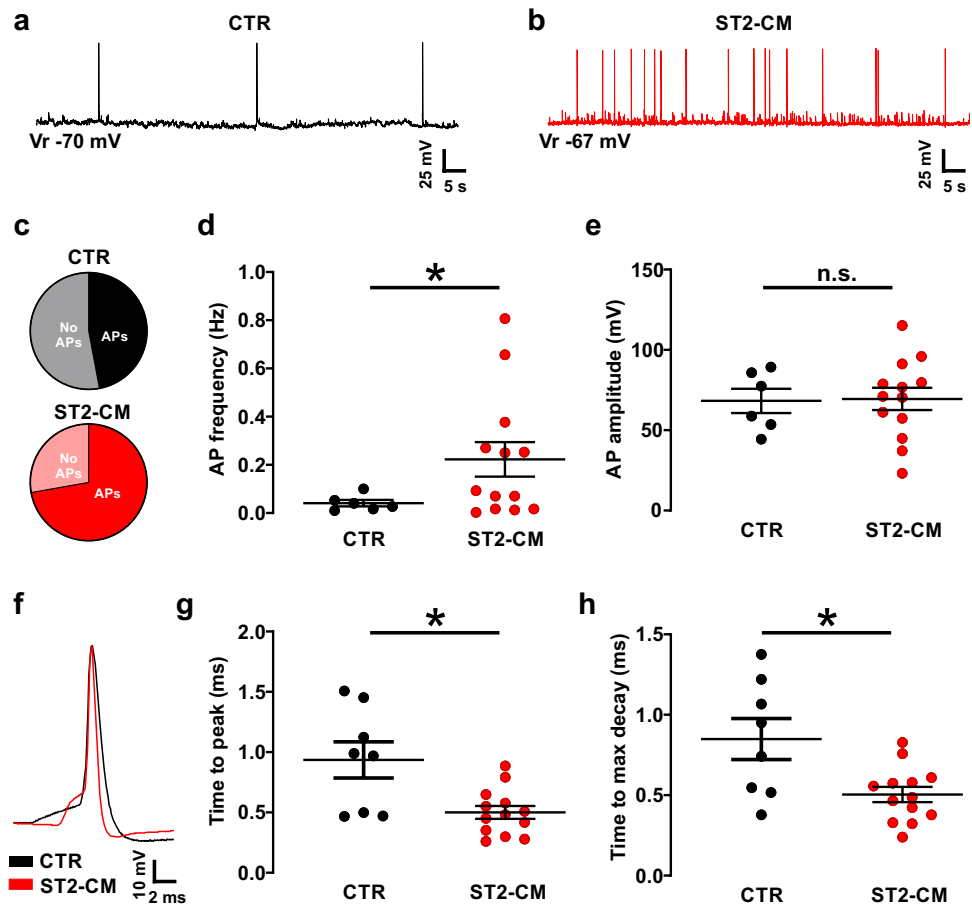 a
CTR
Vr -70 mV
25 mV
5 s
b
ST2-CM
Vr -67 mV
25 mV
5 s
c
CTR
No
APs
APs
ST2-CM
No
APs
APs
d
AP frequency (Hz)
1.0
0.8
0.6
0.4
0.2
0.0
*
CTR
ST2-CM
e
AP amplitude (mV)
150
100
50
0
n.s.
CTR
ST2-CM
f
CTR
ST2-CM
10 mV
2 ms
g
Time to peak (ms)
2.0
1.5
1.0
0.5
0.0
*
CTR
ST2-CM
h
Time to max decay (ms)
1.5
1.0
0.5
0.0
*
CTR
ST2-CM